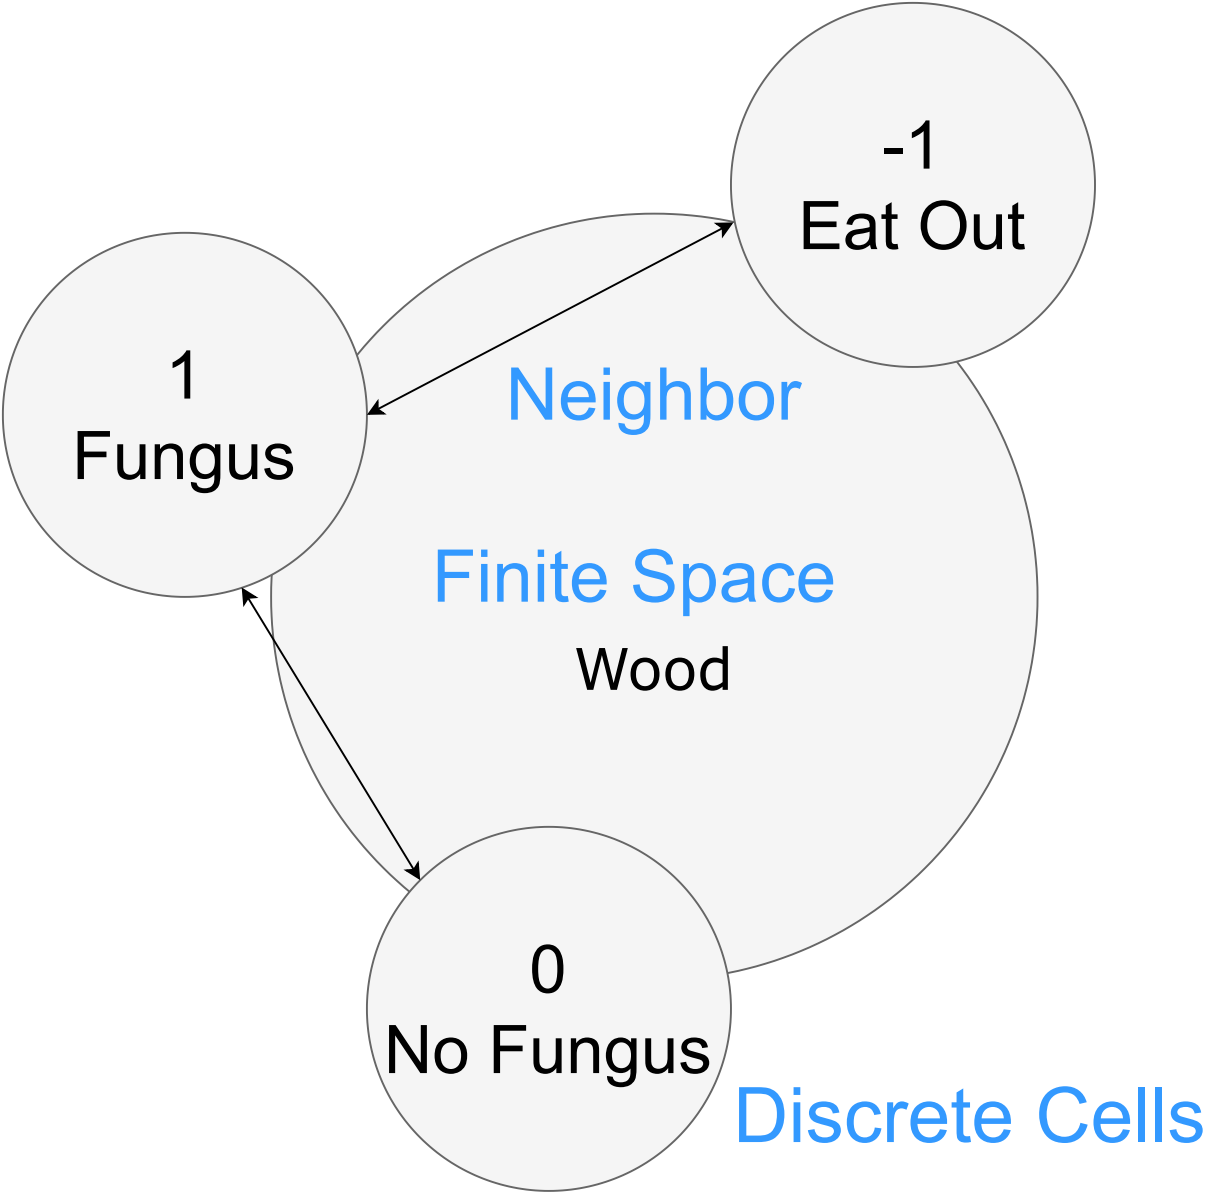 -1
Eat Out
1
Fungus
Neighbor
Finite Space
Wood
0
No Fungus
Discrete Cells